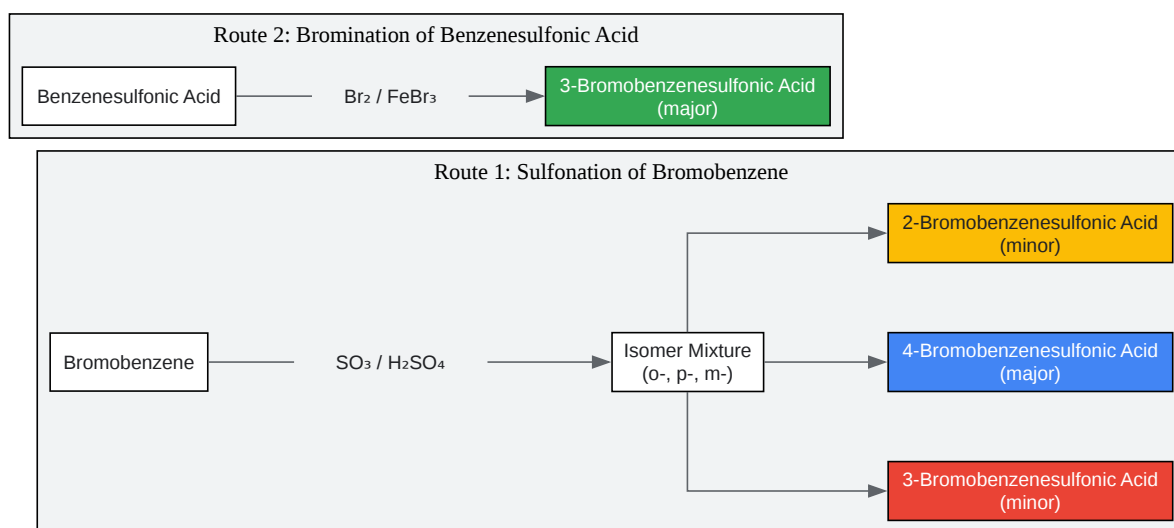 Route 2: Bromination of Benzenesulfonic Acid
Benzenesulfonic Acid
Br₂ / FeBr₃
3-Bromobenzenesulfonic Acid
(major)
Route 1: Sulfonation of Bromobenzene
2-Bromobenzenesulfonic Acid
(minor)
Bromobenzene
SO₃ / H₂SO₄
Isomer Mixture
(o-, p-, m-)
4-Bromobenzenesulfonic Acid
(major)
3-Bromobenzenesulfonic Acid
(minor)